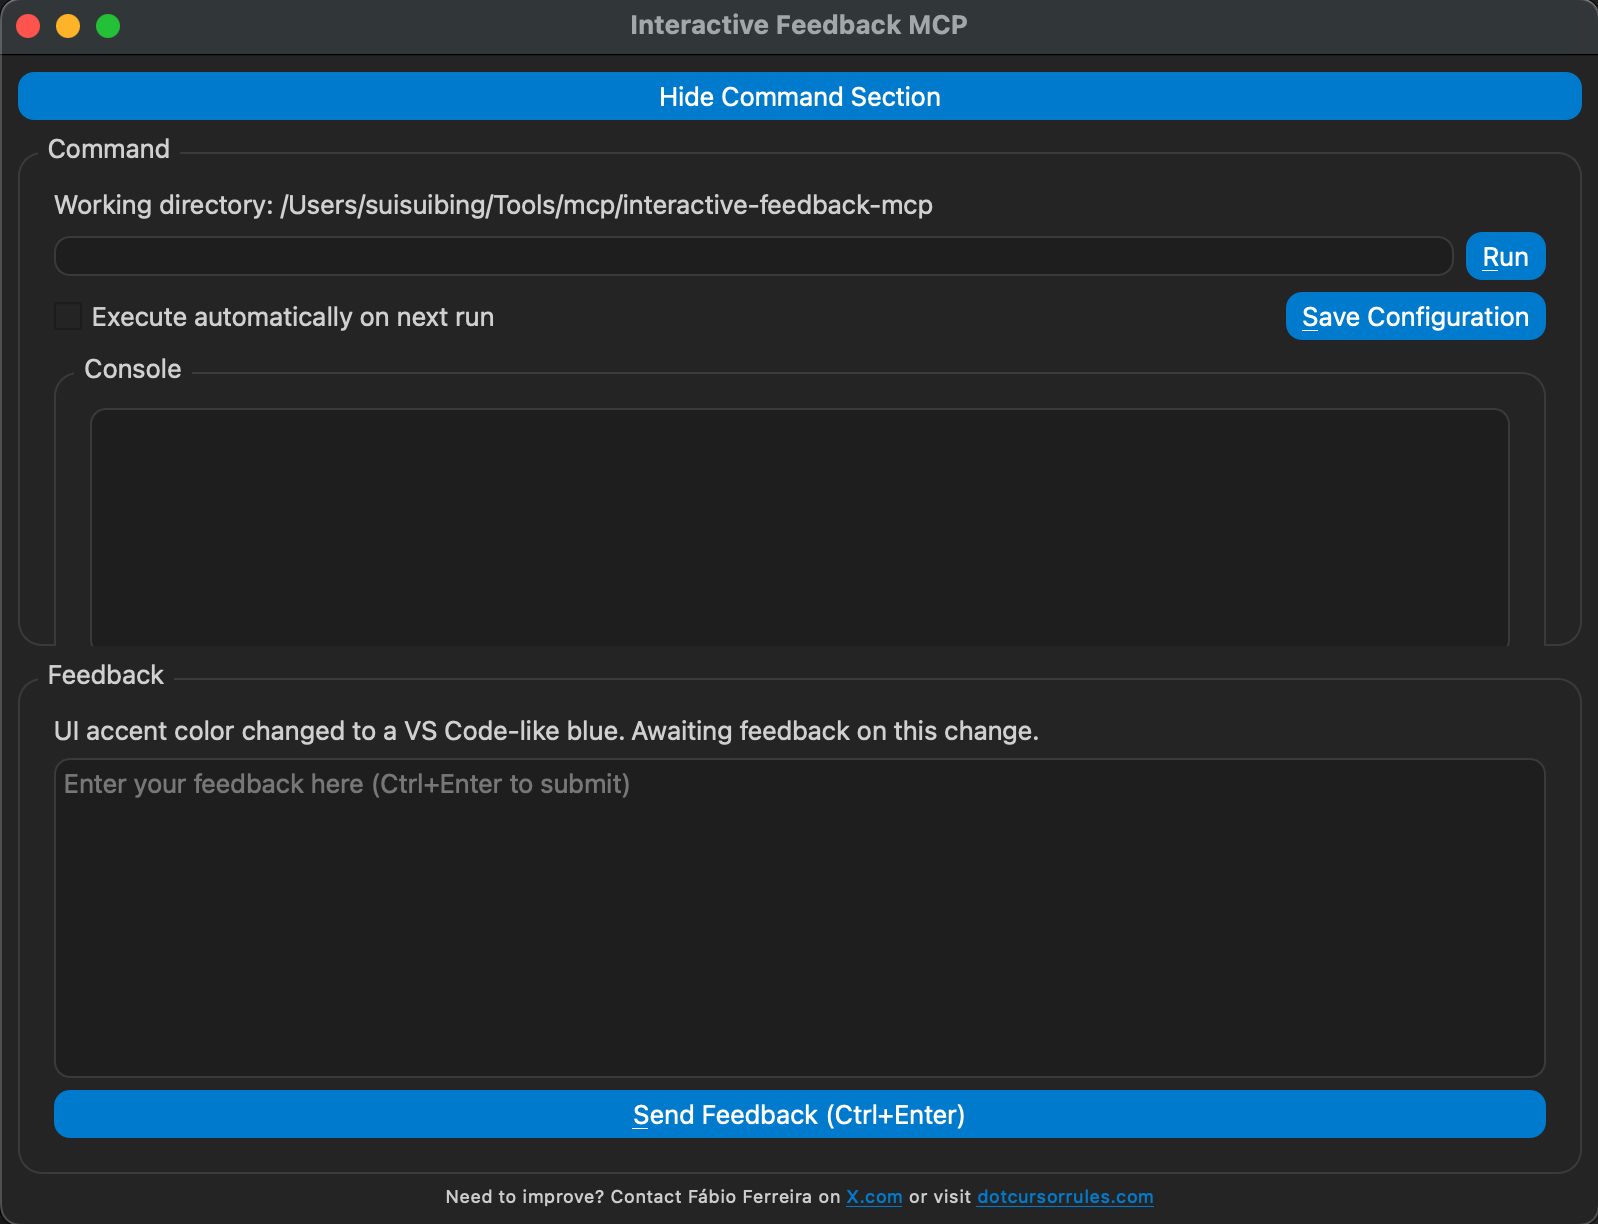 Interactive Feedback MCP
Hide Command Section
Command
Working directory: /Users/suisuibing/Tools/mcp/interactive-feedback-mcp
Run
Execute automatically on next run
Save Configuration
Console
Feedback
UI accent color changed to a VS Code-like blue. Awaiting feedback on this change.
Enter your feedback here (Ctrl+Enter to submit)
Send Feedback (Ctrl+Enter)
Need to improve? Contact Fábio Ferreira on X.com or visit dotcursorrules.com